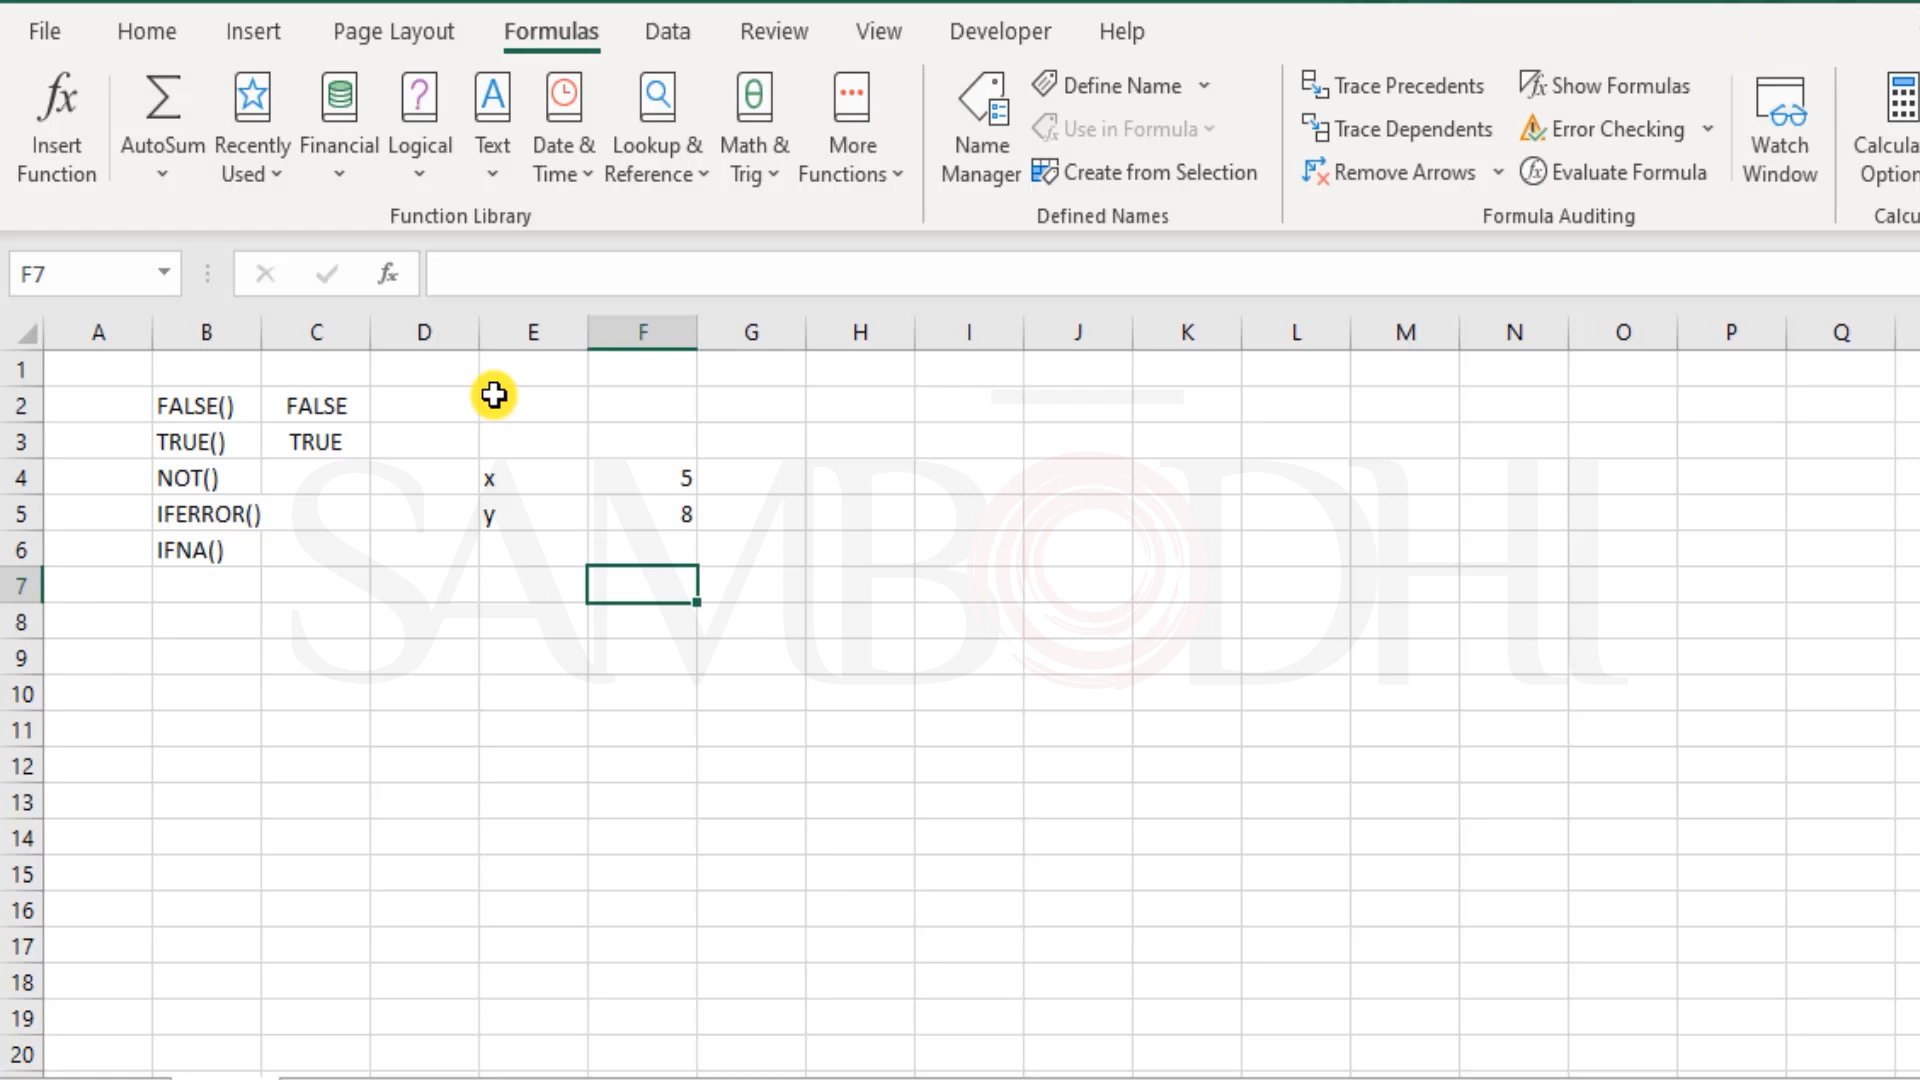 File Home Insert Page Layout Formulas Data Review View Developer Help
fx Σ ? A θ
Insert Function
AutoSum
Recently Used
Financial
Logical
Text
Date & Time
Lookup & Reference
Math & Trig
More Functions
Function Library
Name Manager
Define Name
Use in Formula
Create from Selection
Defined Names
Trace Precedents
Trace Dependents
Remove Arrows
Show Formulas
Error Checking
Evaluate Formula
Formula Auditing
Watch Window
F7 fx
A B C D E F G H I J K L M N O P Q
1
2 FALSE() FALSE
3 TRUE() TRUE
4 NOT() x 5
5 IFERROR() y 8
6 IFNA()
7
8
9
10
11
12
13
14
15
16
17
18
19
20
SAMBODHI